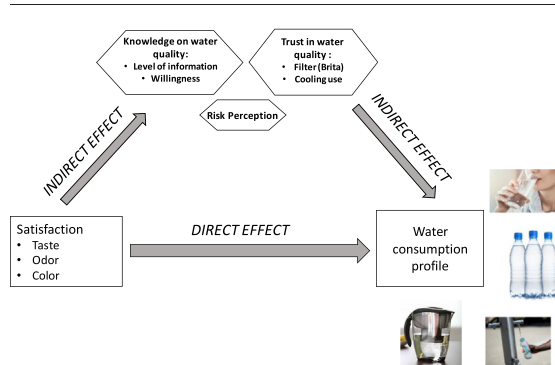 Knowledge on water
quality:
• Level of information
• Willingness
Trust in water
quality :
• Filter (Brita)
• Cooling use
Risk Perception
INDIRECT EFFECT
INDIRECT EFFECT
Satisfaction
• Taste
• Odor
• Color
DIRECT EFFECT
Water
consumption
profile